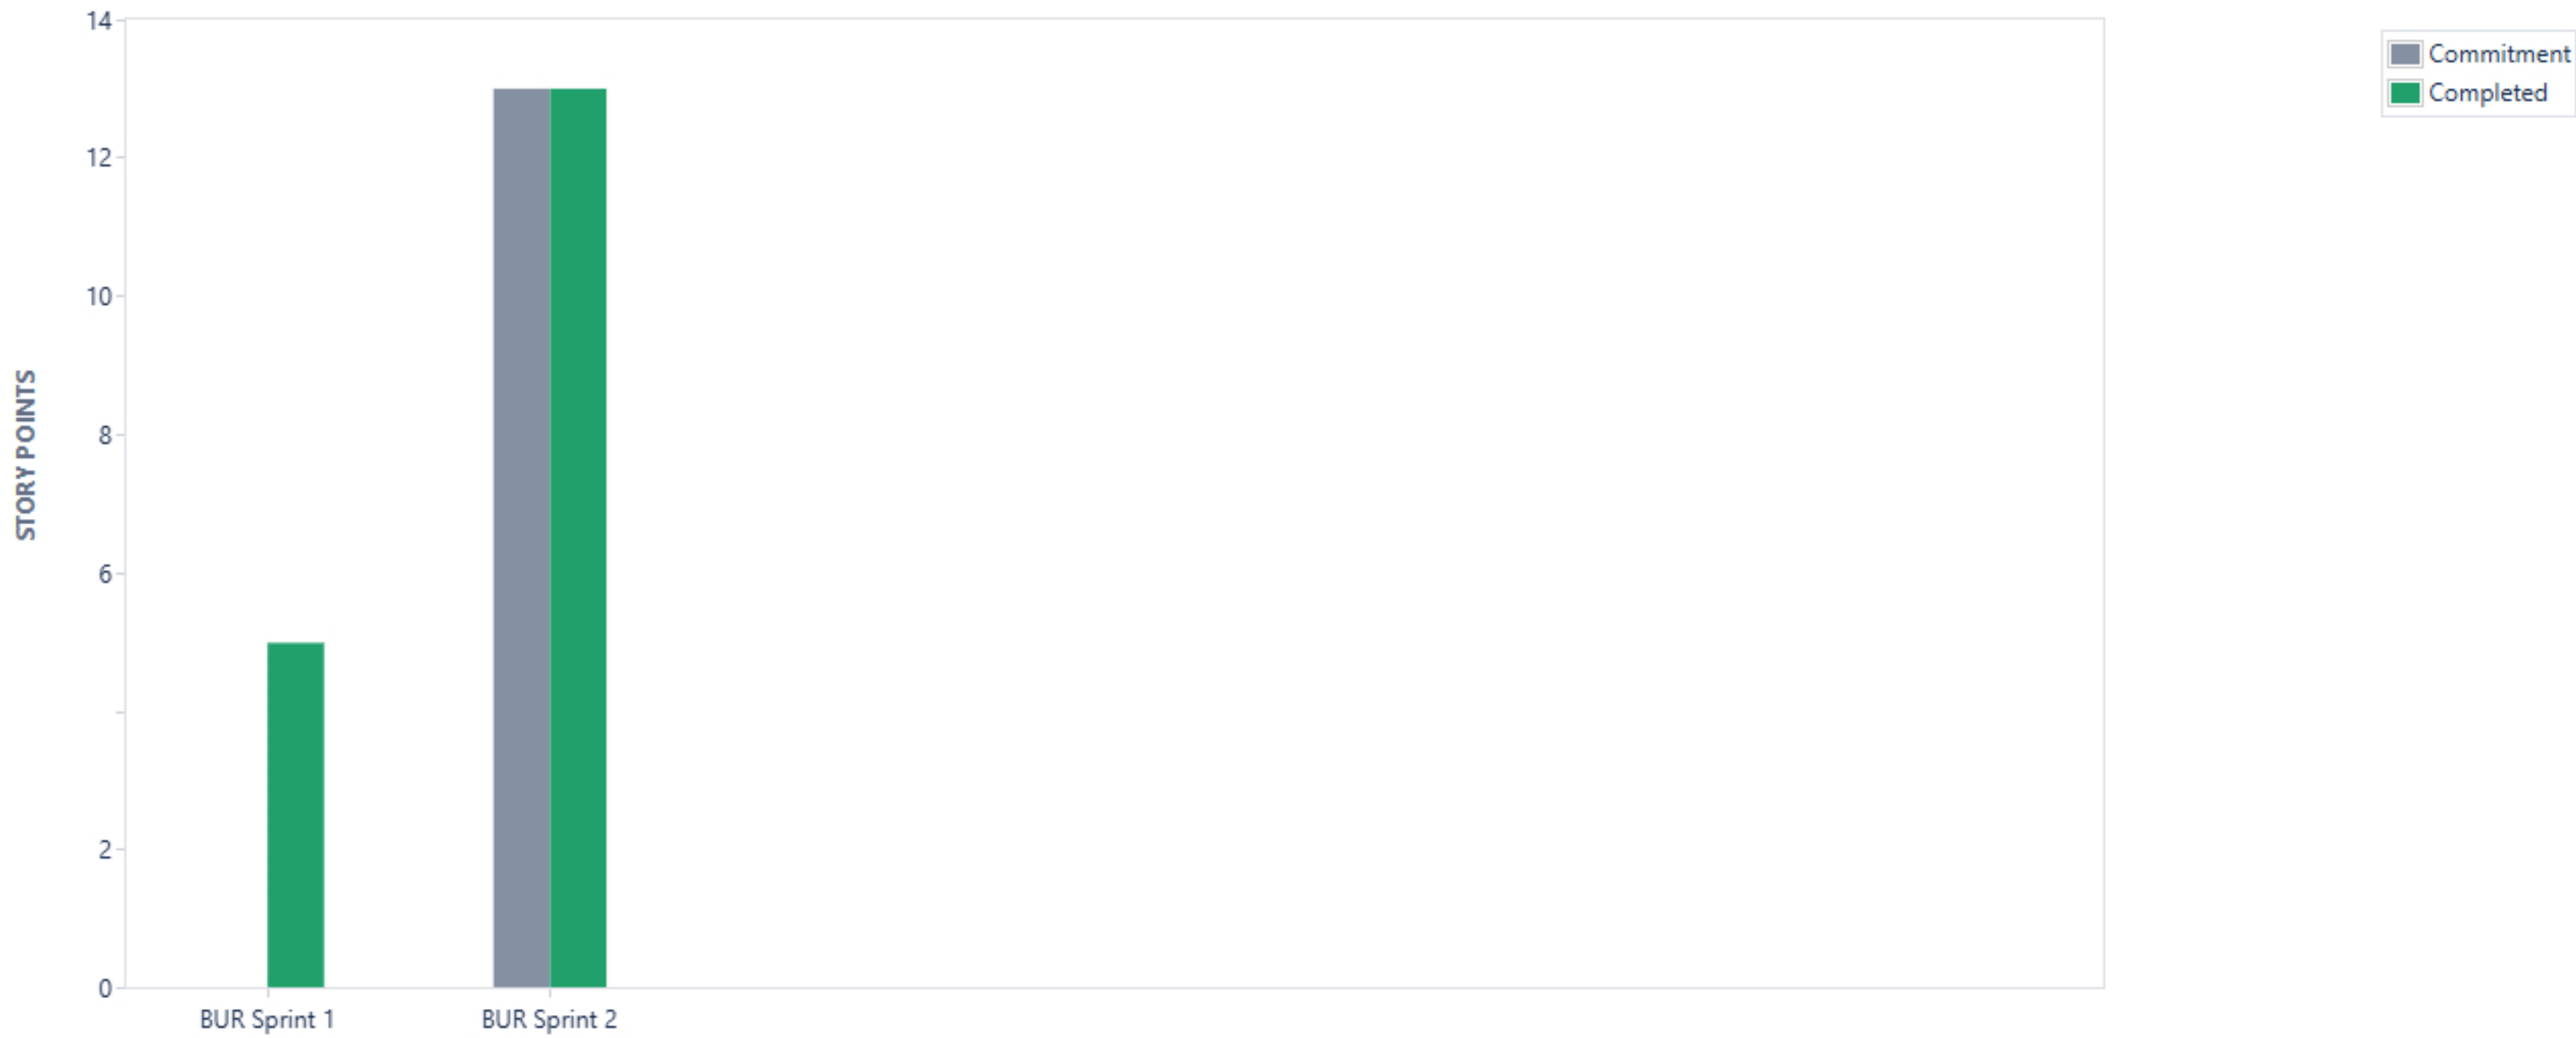 14
12
10
8
6
2
0
STORY POINTS
BUR Sprint 1
BUR Sprint 2
Commitment
Completed